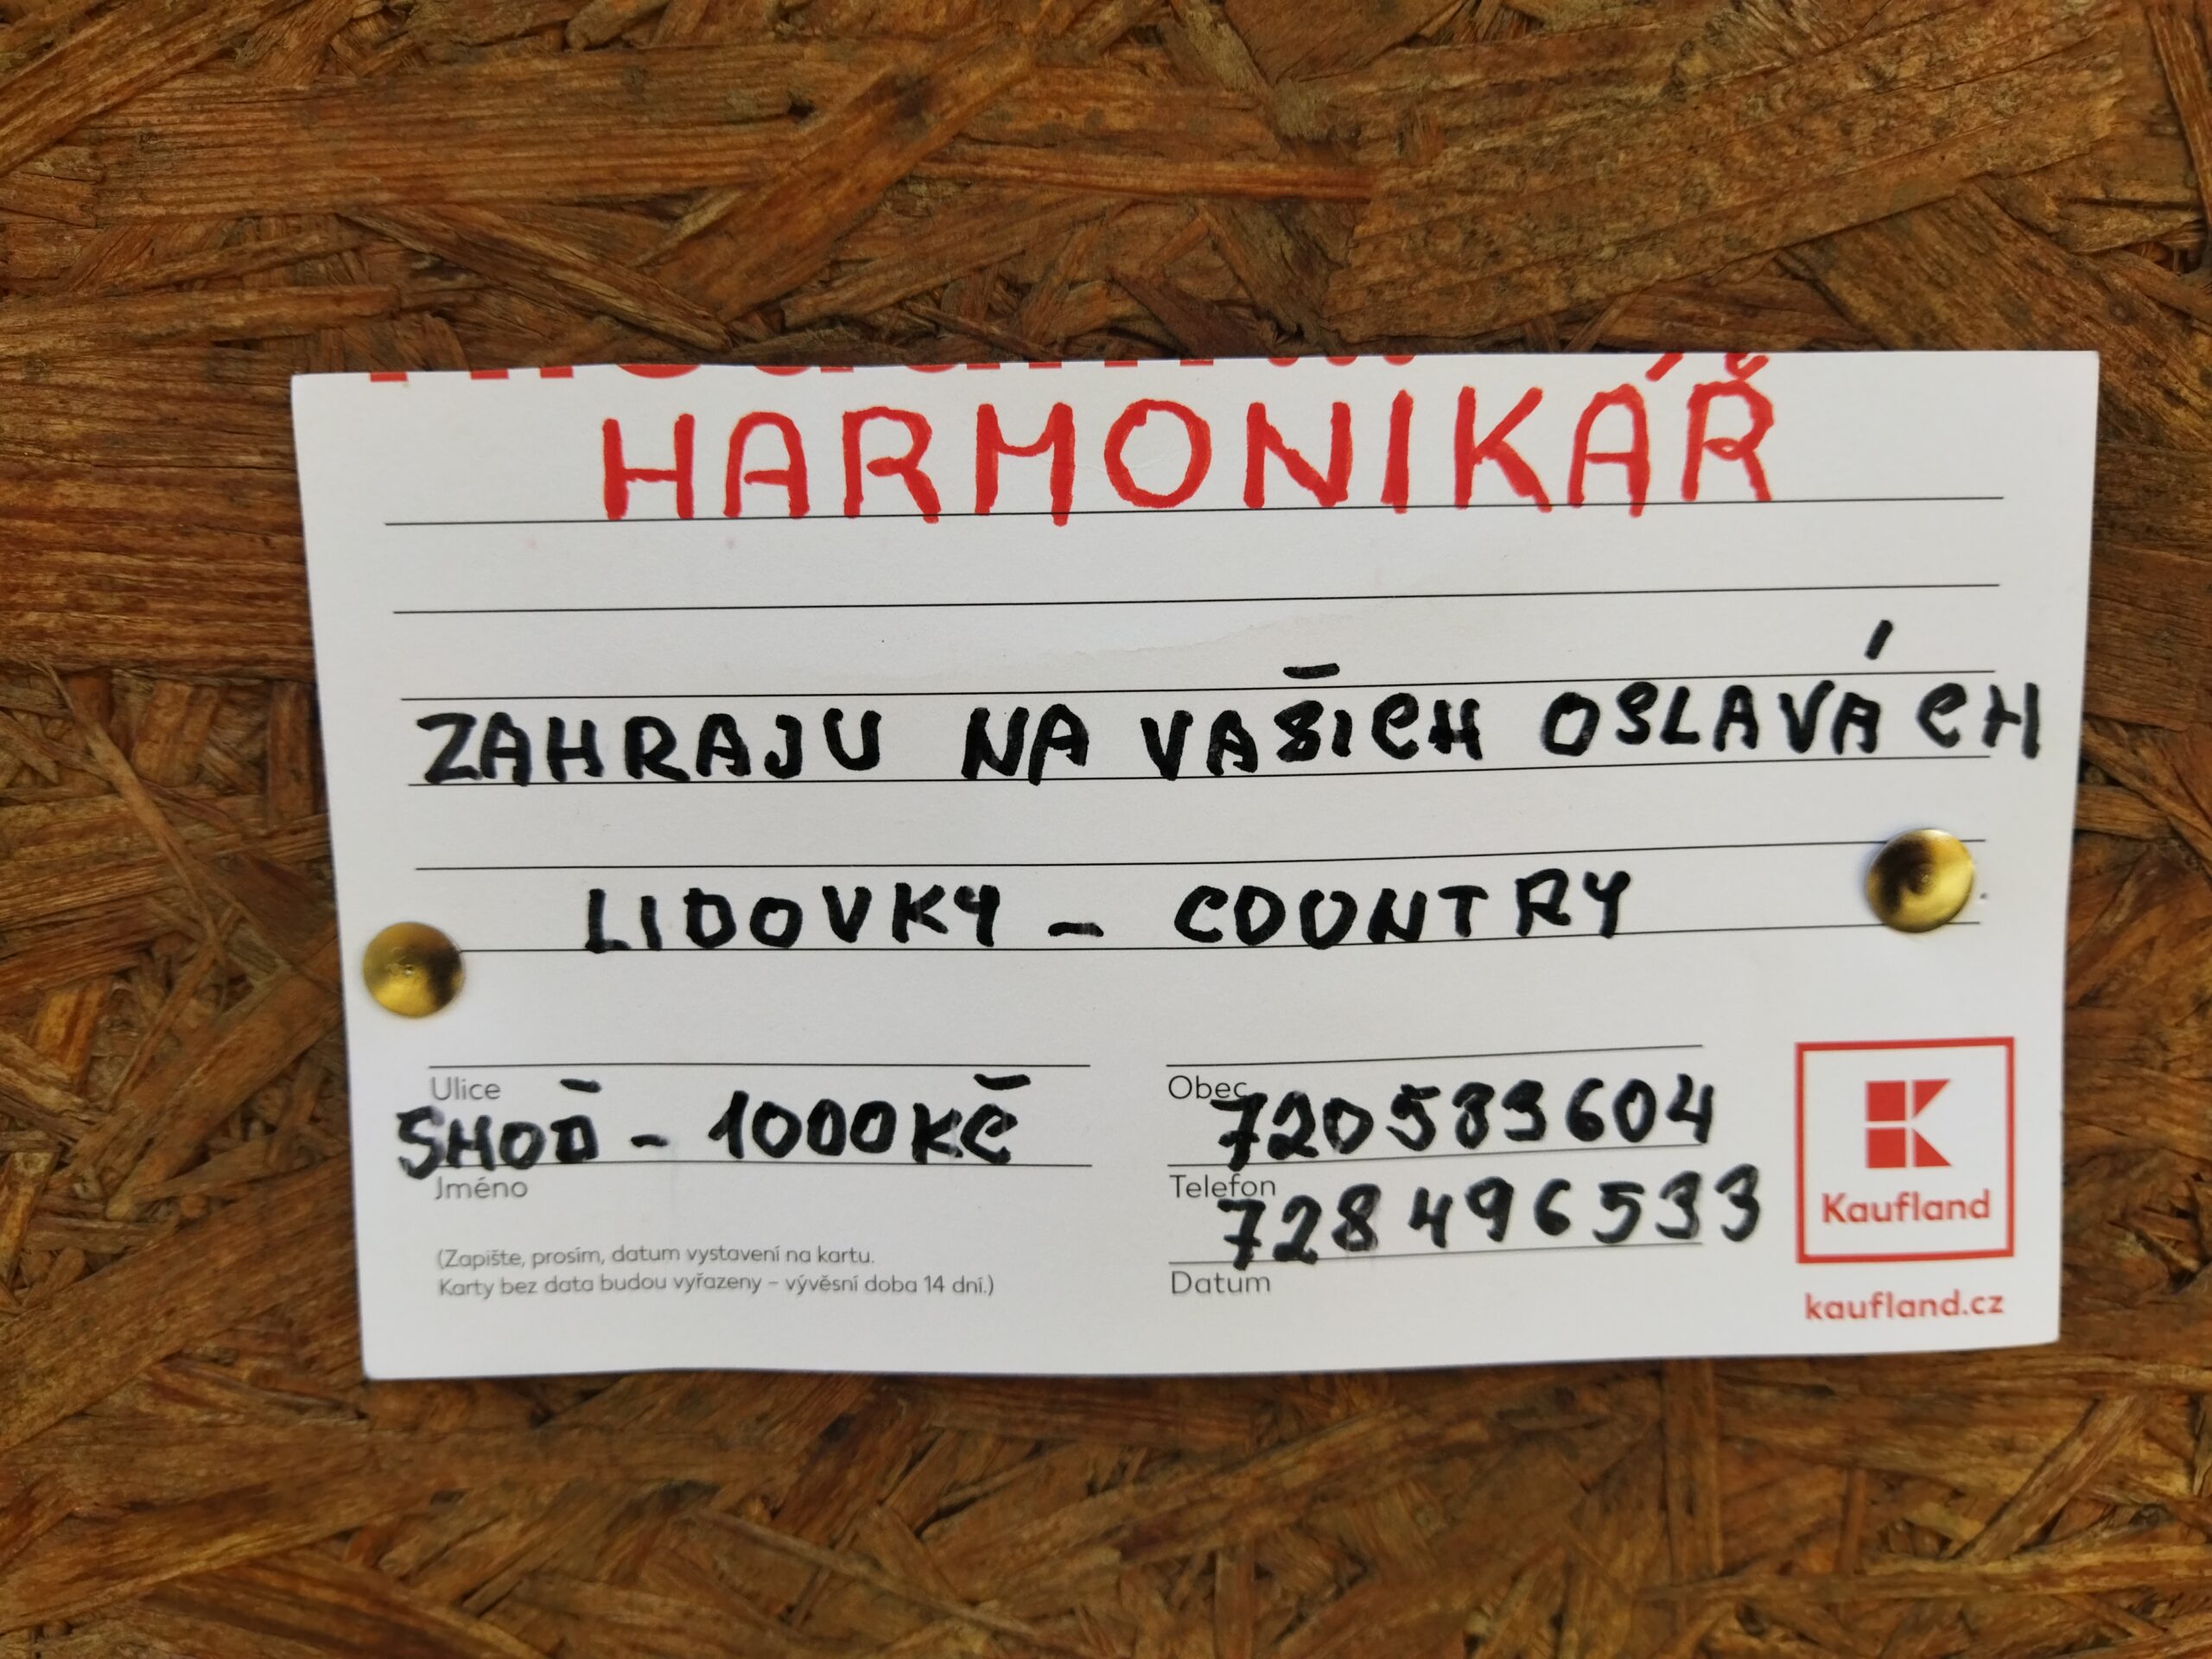 HARMONIKÁŘ
ZAHRAJU NA VAŠICH OSLAVÁCH
LIDOVKY - COUNTRY
Ulice
5HOD - 1000KČ
Jméno
(Zapište, prosím, datum vystavení na kartu.
Karty bez data budou vyřazeny – vývěsní doba 14 dní.)
Obec
720583604
Telefon
728496533
Datum
Kaufland
kaufland.cz